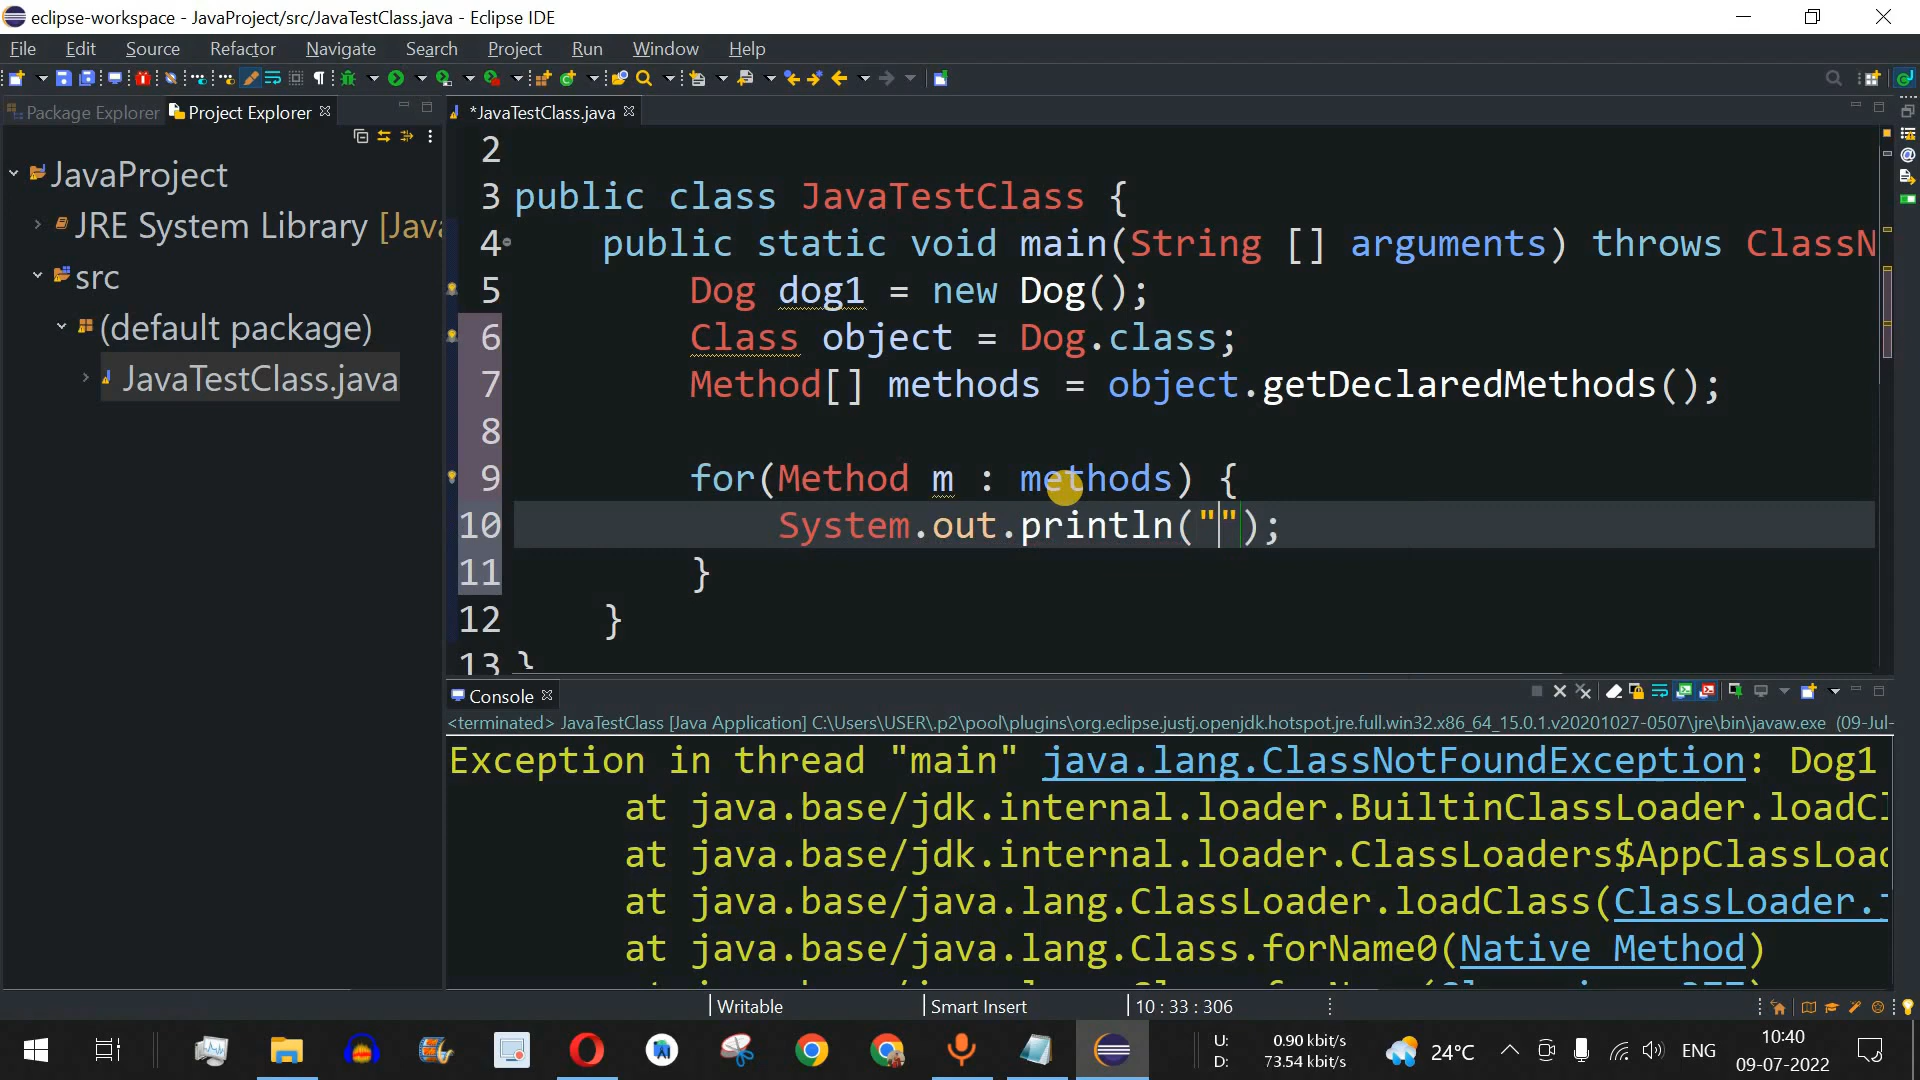 eclipse-workspace - JavaProject/src/JavaTestClass.java - Eclipse IDE
File Edit Source Refactor Navigate Search Project Run Window Help
Package Explorer Project Explorer *JavaTestClass.java
JavaProject
JRE System Library [Java
src
(default package)
JavaTestClass.java
2
3 public class JavaTestClass {
4 public static void main(String [] arguments) throws ClassN
5 Dog dog1 = new Dog();
6 Class object = Dog.class;
7 Method[] methods = object.getDeclaredMethods();
8
9 for(Method m : methods) {
10 System.out.println("");
11 }
12 }
13 }
Console
<terminated> JavaTestClass [Java Application] C:\Users\USER\.p2\pool\plugins\org.eclipse.justj.openjdk.hotspot.jre.full.win32.x86_64_15.0.1.v20201027-0507\jre\bin\javaw.exe (09-Jul-
Exception in thread "main" java.lang.ClassNotFoundException: Dog1
at java.base/jdk.internal.loader.BuiltinClassLoader.loadCl
at java.base/jdk.internal.loader.ClassLoaders$AppClassLoad
at java.base/java.lang.ClassLoader.loadClass(ClassLoader.j
at java.base/java.lang.Class.forName0(Native Method)
Writable Smart Insert 10 : 33 : 306
U: 0.90 kbit/s
D: 73.54 kbit/s
24°C
ENG
10:40
09-07-2022